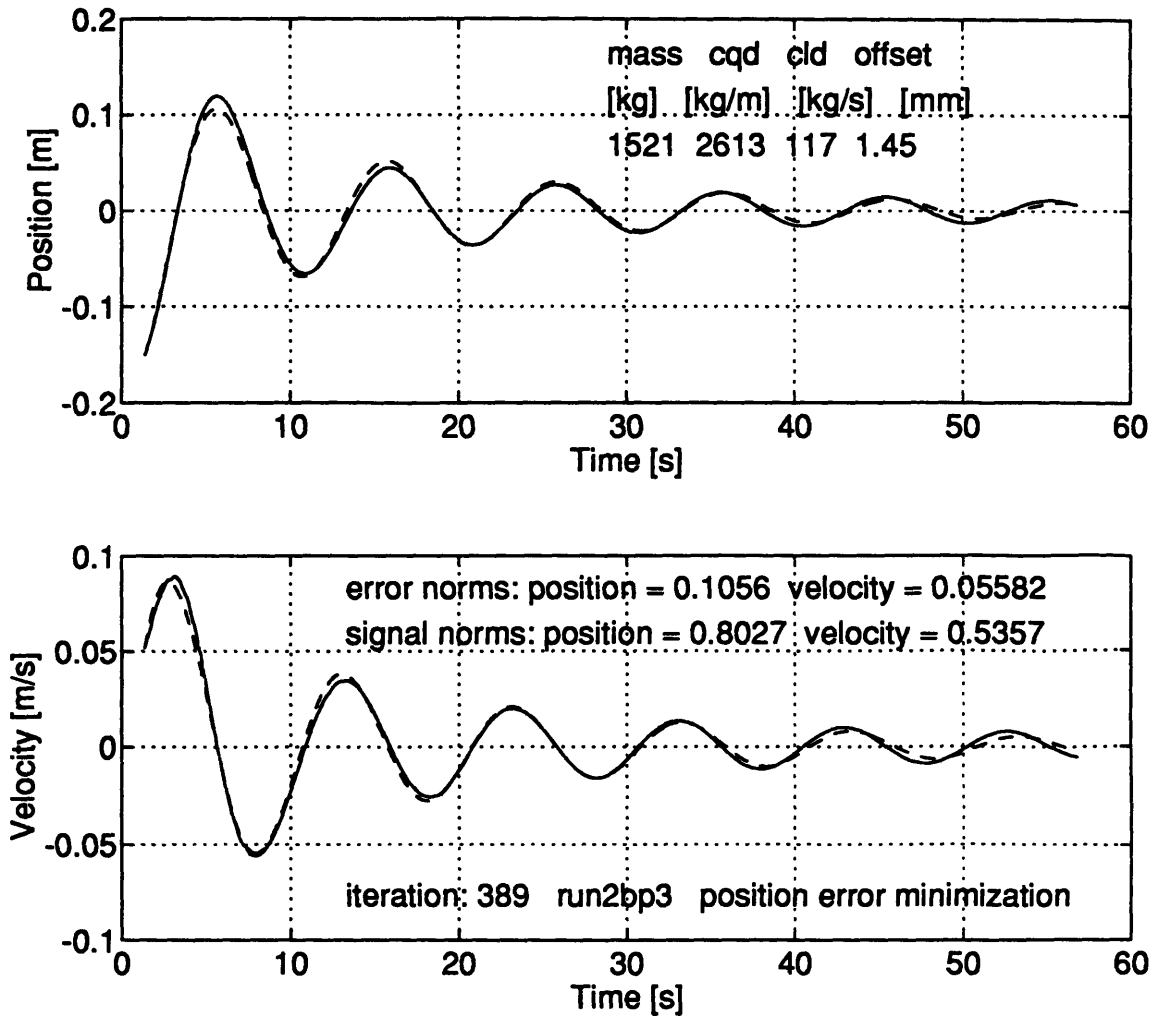 0.2
0.1
0
-0.1
-0.2
Position [m]
mass cqd cld offset
[kg] [kg/m] [kg/s] [mm]
1521 2613 117 1.45
0 10 20 30 40 50 60
Time [s]
0.1
0.05
0
-0.05
-0.1
Velocity [m/s]
error norms: position = 0.1056 velocity = 0.05582
signal norms: position = 0.8027 velocity = 0.5357
iteration: 389 run2bp3 position error minimization
0 10 20 30 40 50 60
Time [s]